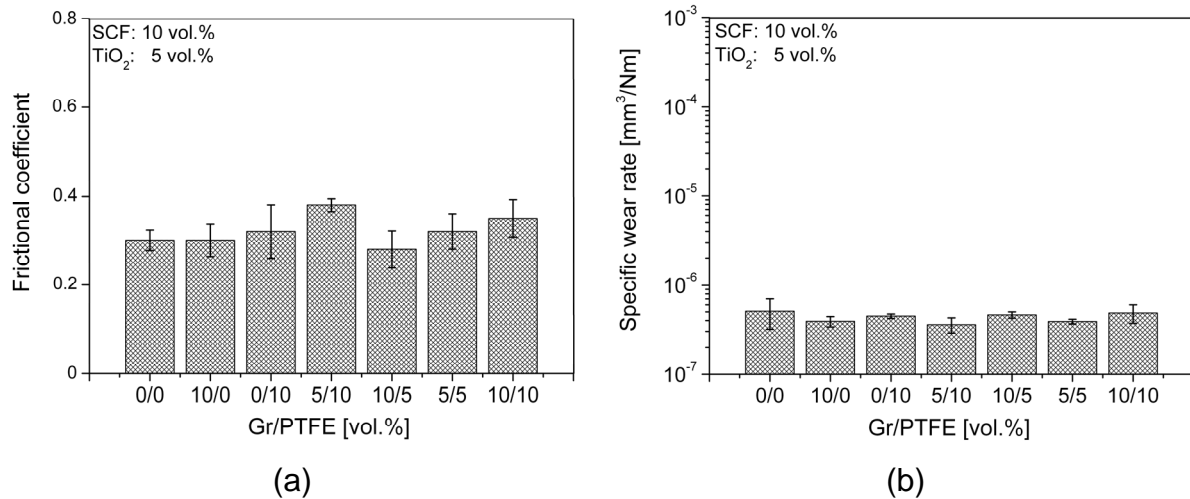 0.8
SCF: 10 vol.%
TiO₂: 5 vol.%
0.6
0.4
0.2
0
Frictional coefficient
0/0 10/0 0/10 5/10 10/5 5/5 10/10
Gr/PTFE [vol.%]
(a)
10⁻³
SCF: 10 vol.%
TiO₂: 5 vol.%
10⁻⁴
10⁻⁵
10⁻⁶
10⁻⁷
Specific wear rate [mm³/Nm]
0/0 10/0 0/10 5/10 10/5 5/5 10/10
Gr/PTFE [vol.%]
(b)